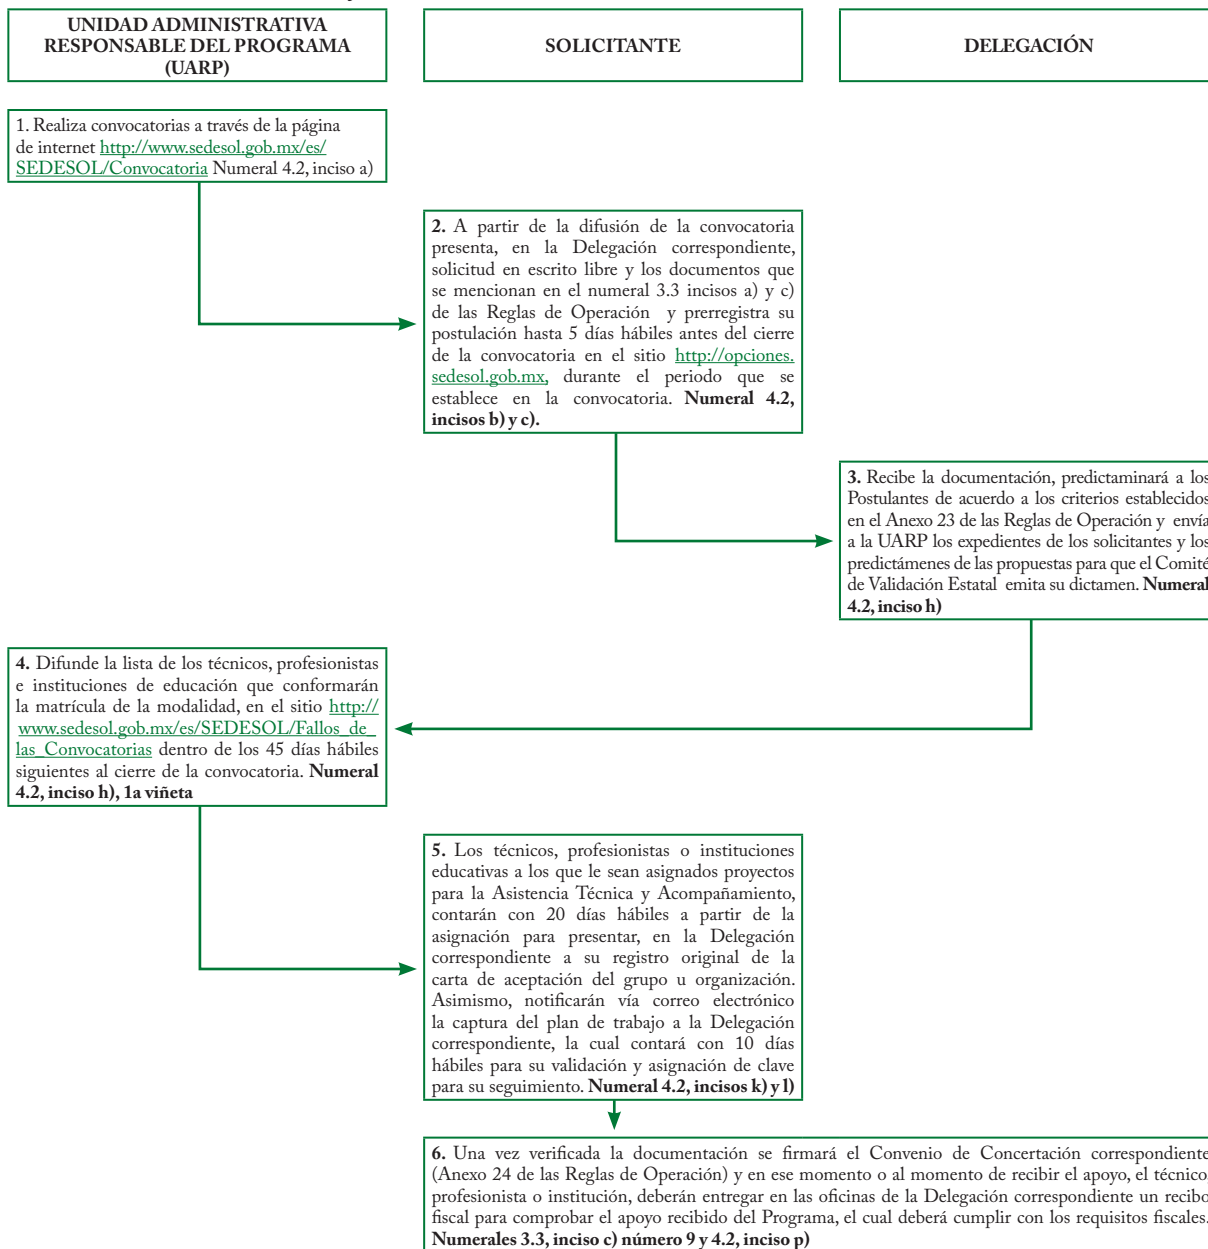 UNIDAD ADMINISTRATIVA
RESPONSABLE DEL PROGRAMA
(UARP)
SOLICITANTE
DELEGACIÓN
1. Realiza convocatorias a través de la página
de internet http://www.sedesol.gob.mx/es/
SEDESOL/Convocatoria Numeral 4.2, inciso a)
2. A partir de la difusión de la convocatoria
presenta, en la Delegación correspondiente,
solicitud en escrito libre y los documentos que
se mencionan en el numeral 3.3 incisos a) y c)
de las Reglas de Operación y prerregistra su
postulación hasta 5 días hábiles antes del cierre
de la convocatoria en el sitio http://opciones.
sedesol.gob.mx, durante el periodo que se
establece en la convocatoria. Numeral 4.2,
incisos b) y c).
3. Recibe la documentación, predictaminará a los
Postulantes de acuerdo a los criterios establecidos
en el Anexo 23 de las Reglas de Operación y envía
a la UARP los expedientes de los solicitantes y los
predictámenes de las propuestas para que el Comité
de Validación Estatal emita su dictamen. Numeral
4.2, inciso h)
4. Difunde la lista de los técnicos, profesionistas
e instituciones de educación que conformarán
la matrícula de la modalidad, en el sitio http://
www.sedesol.gob.mx/es/SEDESOL/Fallos_de_
las_Convocatorias dentro de los 45 días hábiles
siguientes al cierre de la convocatoria. Numeral
4.2, inciso h), 1a viñeta
5. Los técnicos, profesionistas o instituciones
educativas a los que le sean asignados proyectos
para la Asistencia Técnica y Acompañamiento,
contarán con 20 días hábiles a partir de la
asignación para presentar, en la Delegación
correspondiente a su registro original de la
carta de aceptación del grupo u organización.
Asimismo, notificarán vía correo electrónico
la captura del plan de trabajo a la Delegación
correspondiente, la cual contará con 10 días
hábiles para su validación y asignación de clave
para su seguimiento. Numeral 4.2, incisos k) y l)
6. Una vez verificada la documentación se firmará el Convenio de Concertación correspondiente
(Anexo 24 de las Reglas de Operación) y en ese momento o al momento de recibir el apoyo, el técnico,
profesionista o institución, deberán entregar en las oficinas de la Delegación correspondiente un recibo
fiscal para comprobar el apoyo recibido del Programa, el cual deberá cumplir con los requisitos fiscales.
Numerales 3.3, inciso c) número 9 y 4.2, inciso p)